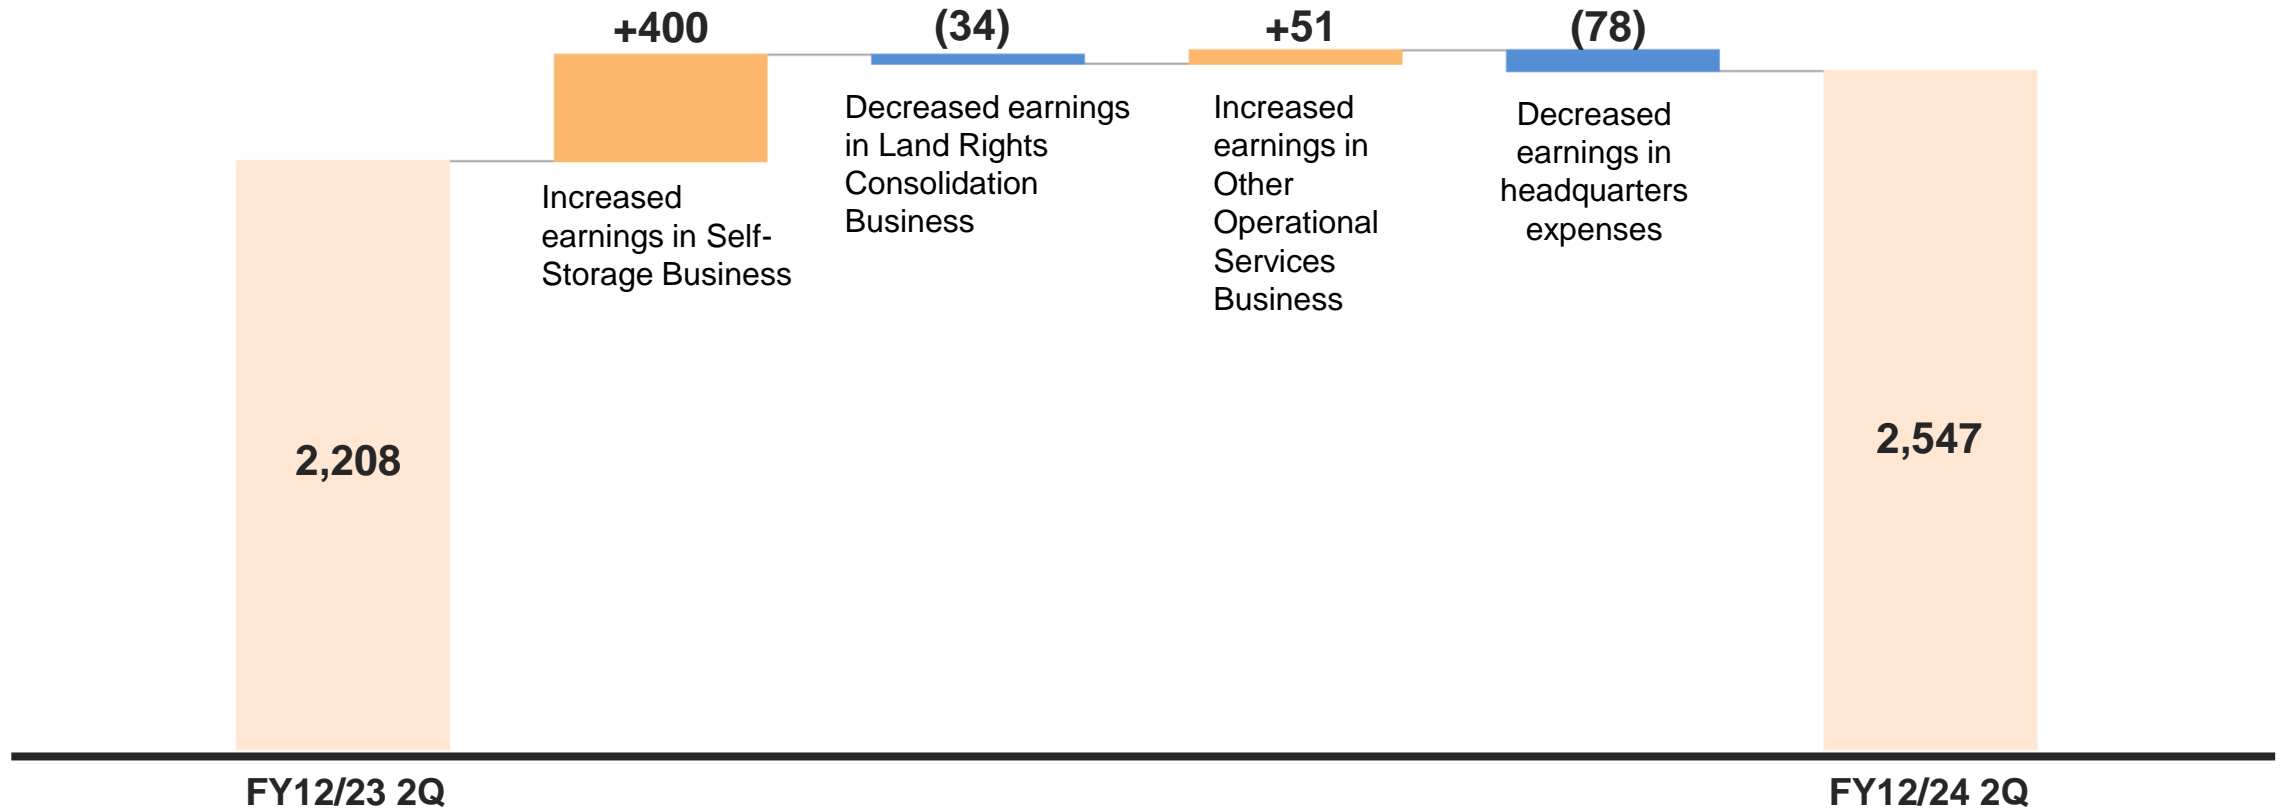 +400
(34)
+51
(78)
Increased
earnings in Self-
Storage Business
Decreased earnings
in Land Rights
Consolidation
Business
Increased
earnings in
Other
Operational
Services
Business
Decreased
earnings in
headquarters
expenses
2,208
2,547
FY12/23 2Q
FY12/24 2Q